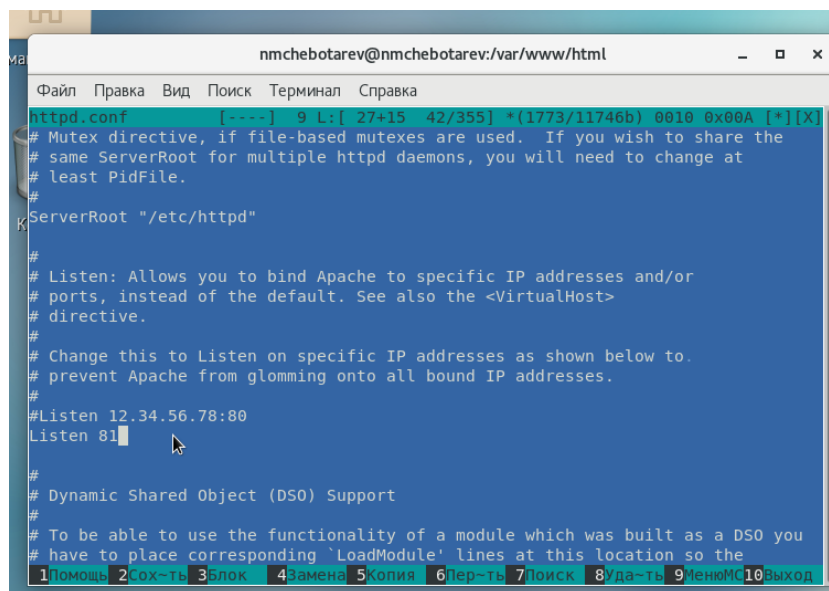 nmchebotarev@nmchebotarev:/var/www/html
Файл Правка Вид Поиск Терминал Справка
httpd.conf [----] 9 L:[ 27+15 42/355] *(1773/11746b) 0010 0x00A [*][X]
# Mutex directive, if file-based mutexes are used. If you wish to share the
# same ServerRoot for multiple httpd daemons, you will need to change at
# least PidFile.
#
ServerRoot "/etc/httpd"
#
# Listen: Allows you to bind Apache to specific IP addresses and/or
# ports, instead of the default. See also the <VirtualHost>
# directive.
#
# Change this to Listen on specific IP addresses as shown below to.
# prevent Apache from glomming onto all bound IP addresses.
#
#Listen 12.34.56.78:80
Listen 81
#
# Dynamic Shared Object (DSO) Support
#
# To be able to use the functionality of a module which was built as a DSO you
# have to place corresponding `LoadModule' lines at this location so the
1Помощь 2Сох~ть 3Блок 4Замена 5Копия 6Пер~ть 7Поиск 8Уда~ть 9МенюMC 10Выход